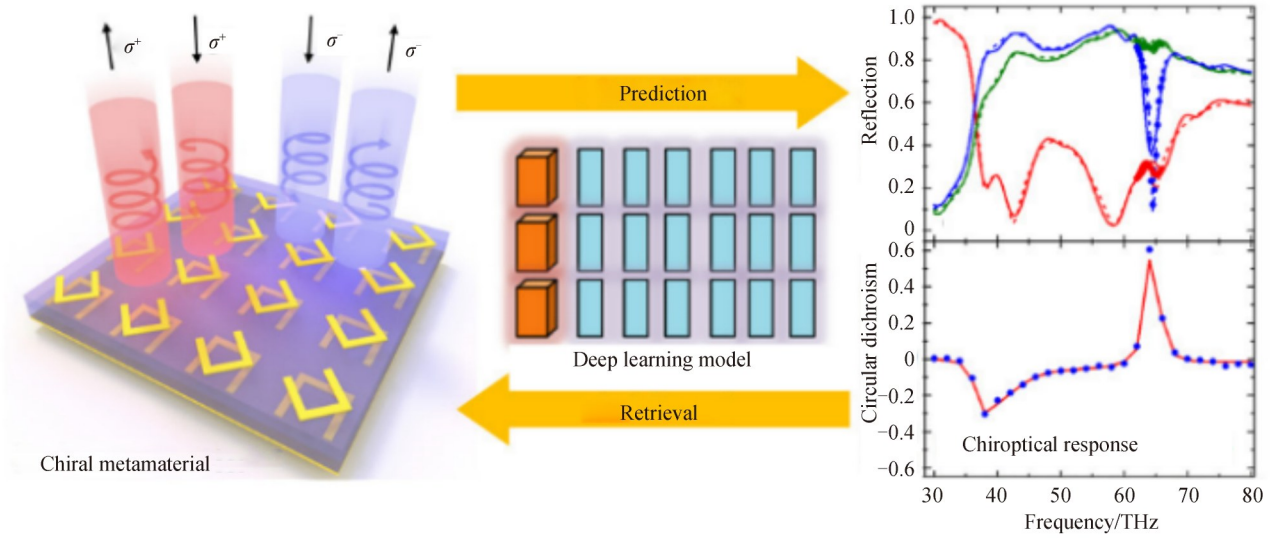 σ+
σ+
σ−
σ−
Chiral metamaterial
Prediction
Deep learning model
Retrieval
Reflection
1.0
0.8
0.6
0.4
0.2
0
Circular dichroism
0.6
0.4
0.2
0
−0.2
−0.4
−0.6
Chiroptical response
30 40 50 60 70 80
Frequency/THz